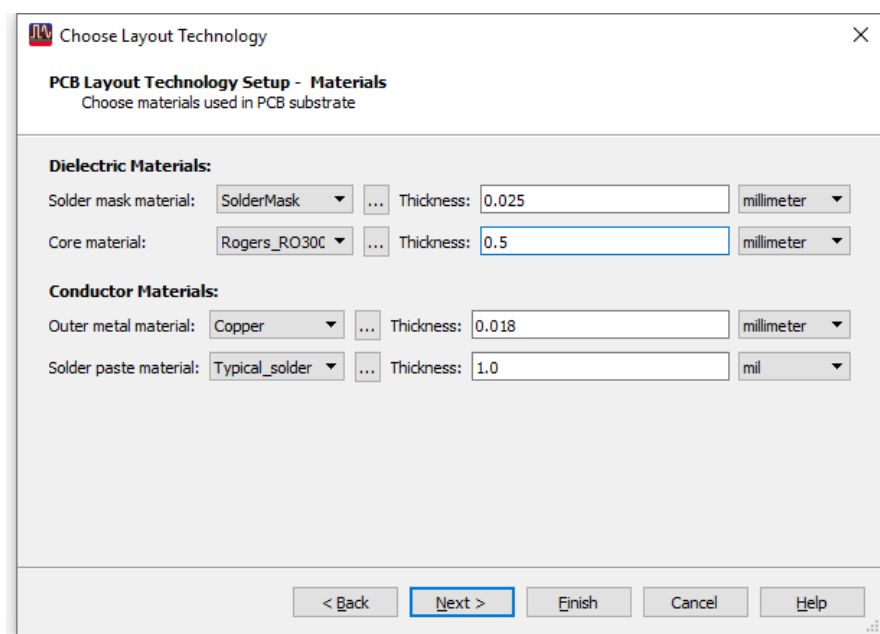 Choose Layout Technology
PCB Layout Technology Setup -  Materials
Choose materials used in PCB substrate
Dielectric Materials:
Solder mask material: SolderMask ... Thickness: 0.025 millimeter
Core material: Rogers_RO300 ... Thickness: 0.5 millimeter
Conductor Materials:
Outer metal material: Copper ... Thickness: 0.018 millimeter
Solder paste material: Typical_solder ... Thickness: 1.0 mil
< Back Next > Finish Cancel Help